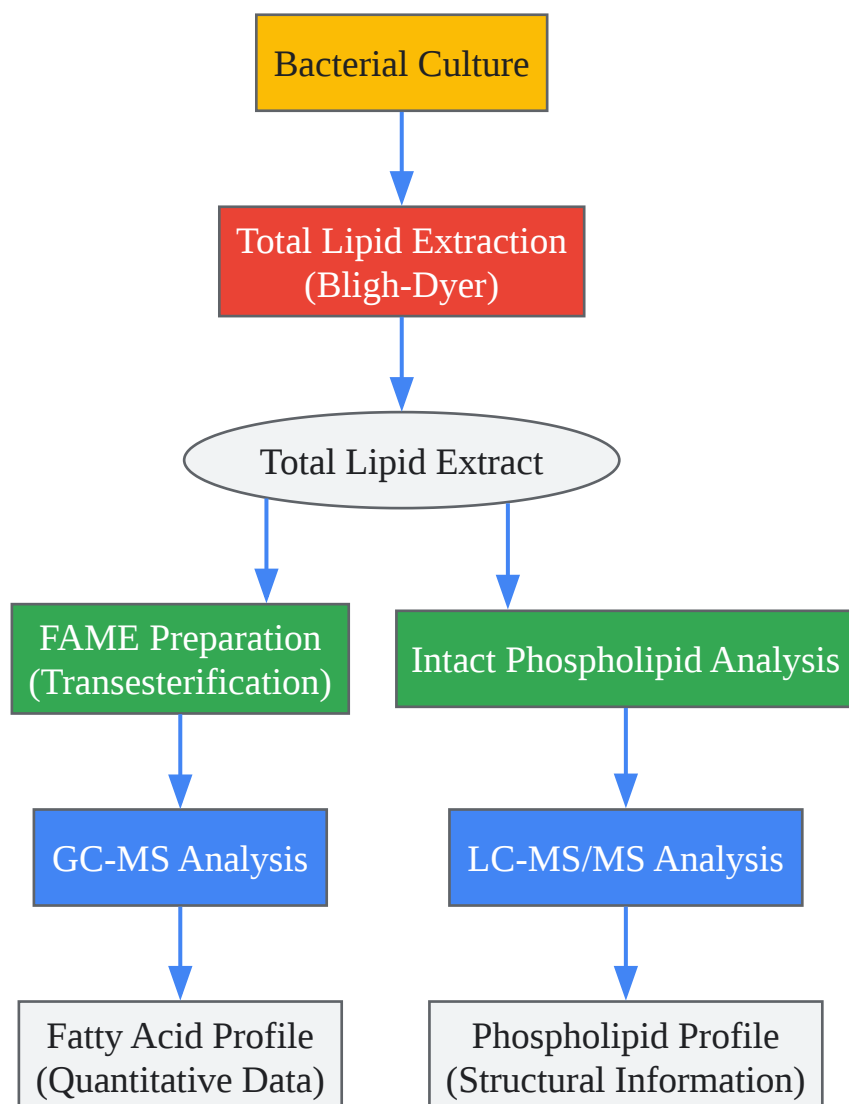 Bacterial Culture
Total Lipid Extraction
(Bligh-Dyer)
Total Lipid Extract
FAME Preparation
(Transesterification)
Intact Phospholipid Analysis
GC-MS Analysis
LC-MS/MS Analysis
Fatty Acid Profile
(Quantitative Data)
Phospholipid Profile
(Structural Information)